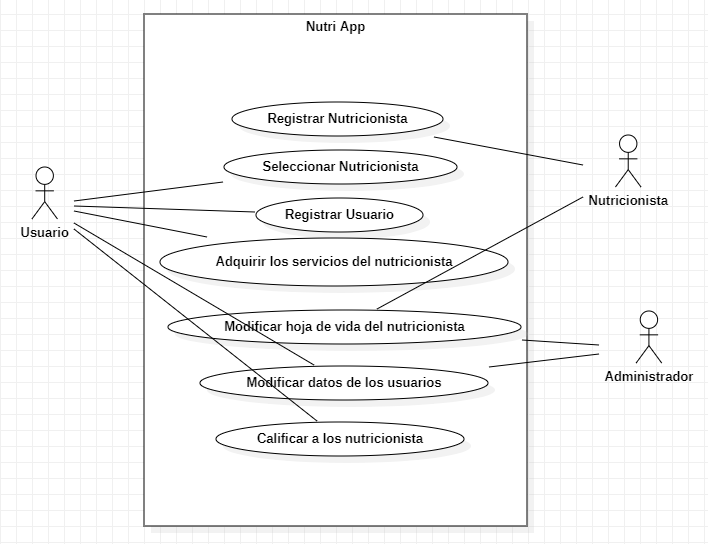 Nutri App
Registrar Nutricionista
Seleccionar Nutricionista
Registrar Usuario
Adquirir los servicios del nutricionista
Modificar hoja de vida del nutricionista
Modificar datos de los usuarios
Calificar a los nutricionista
Usuario
Nutricionista
Administrador